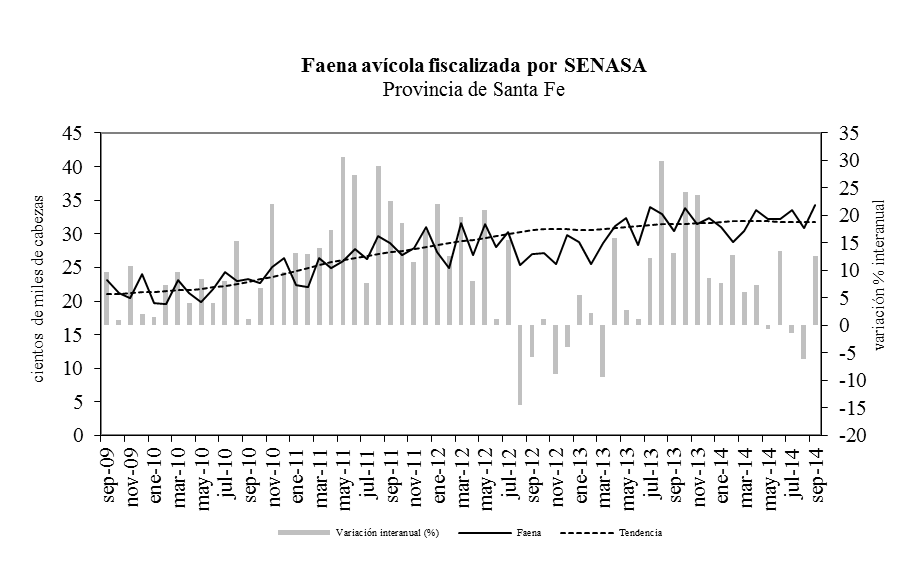 Faena avícola fiscalizada por SENASA
Provincia de Santa Fe
cientos de miles de cabezas
45
40
35
30
25
20
15
10
5
0
35
30
25
20
15
10
5
0
-5
-10
-15
-20
variación % interanual
sep-09
nov-09
ene-10
mar-10
may-10
jul-10
sep-10
nov-10
ene-11
mar-11
may-11
jul-11
sep-11
nov-11
ene-12
mar-12
may-12
jul-12
sep-12
nov-12
ene-13
mar-13
may-13
jul-13
sep-13
nov-13
ene-14
mar-14
may-14
jul-14
sep-14
Variación interanual (%) Faena Tendencia